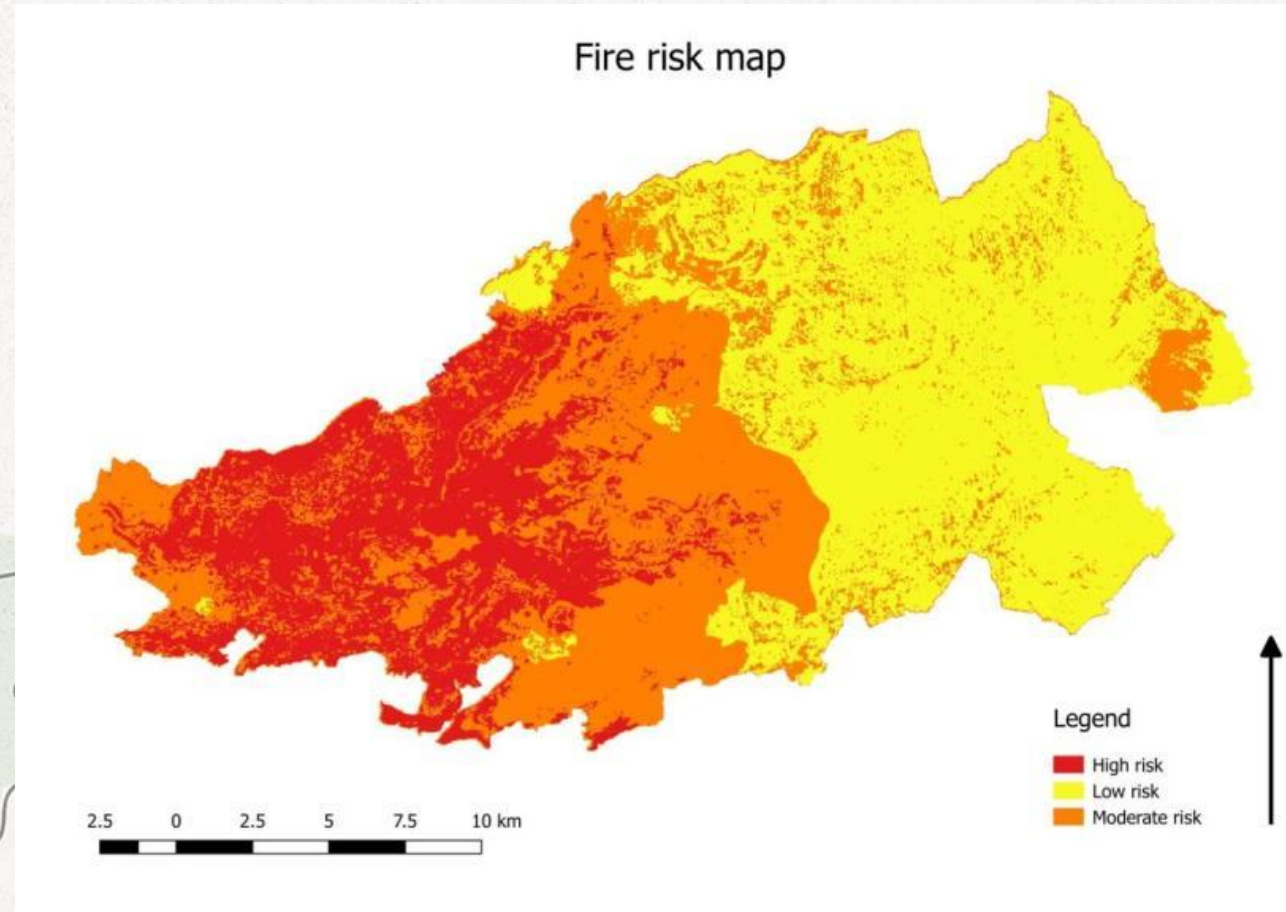 Fire risk map
Legend
High risk
Low risk
Moderate risk
2.5 0 2.5 5 7.5 10 km